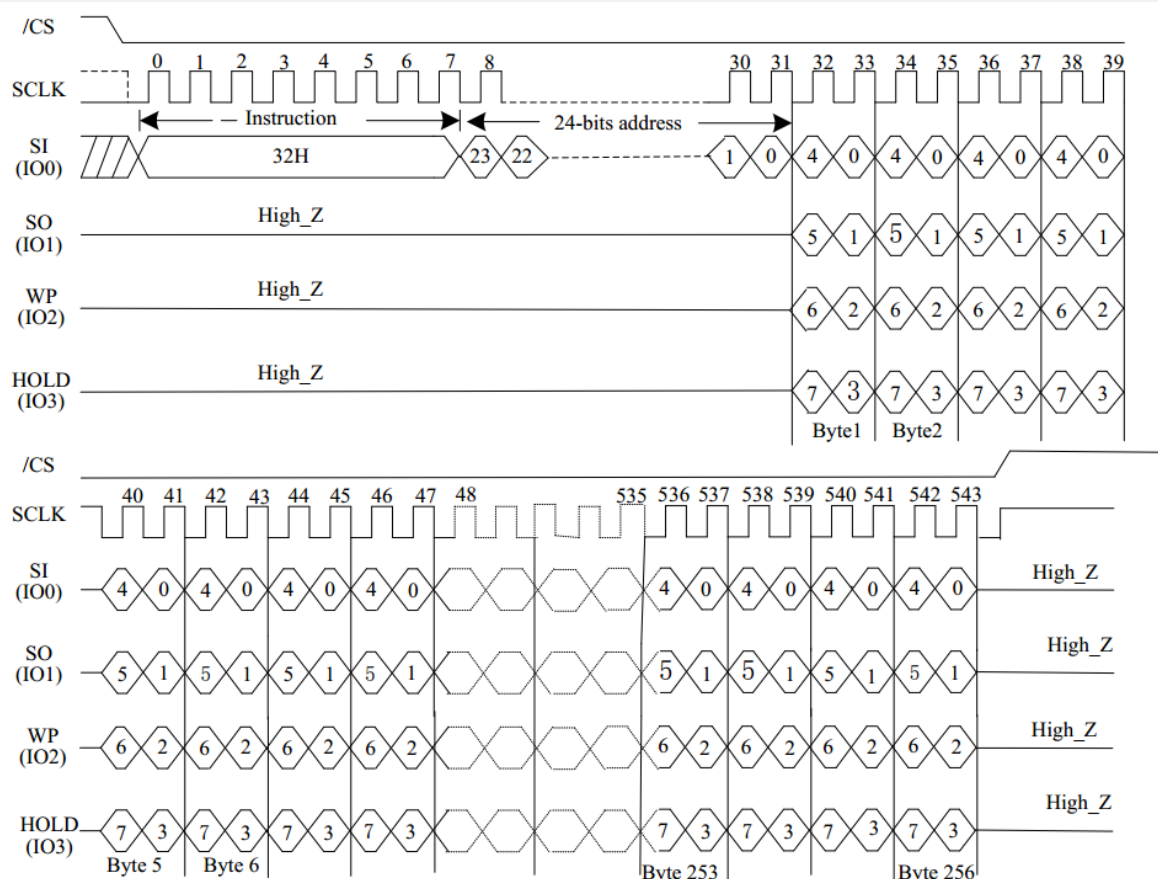 /CS
0 1 2 3 4 5 6 7 8 30 31 32 33 34 35 36 37 38 39
SCLK
Instruction 24-bits address
SI
(IO0)
32H 23 22 1 0 4 0 4 0 4 0 4 0
High_Z
SO
(IO1)
5 1 5 1 5 1 5 1
High_Z
WP
(IO2)
6 2 6 2 6 2 6 2
High_Z
HOLD
(IO3)
7 3 7 3 7 3 7 3
Byte1 Byte2
/CS
40 41 42 43 44 45 46 47 48 535 536 537 538 539 540 541 542 543
SCLK
SI
(IO0)
4 0 4 0 4 0 4 0 4 0 4 0 4 0 4 0 High_Z
SO
(IO1)
5 1 5 1 5 1 5 1 5 1 5 1 5 1 5 1 High_Z
WP
(IO2)
6 2 6 2 6 2 6 2 6 2 6 2 6 2 6 2 High_Z
HOLD
(IO3)
7 3 7 3 7 3 7 3 7 3 7 3 7 3 7 3 High_Z
Byte 5 Byte 6 Byte 253 Byte 256